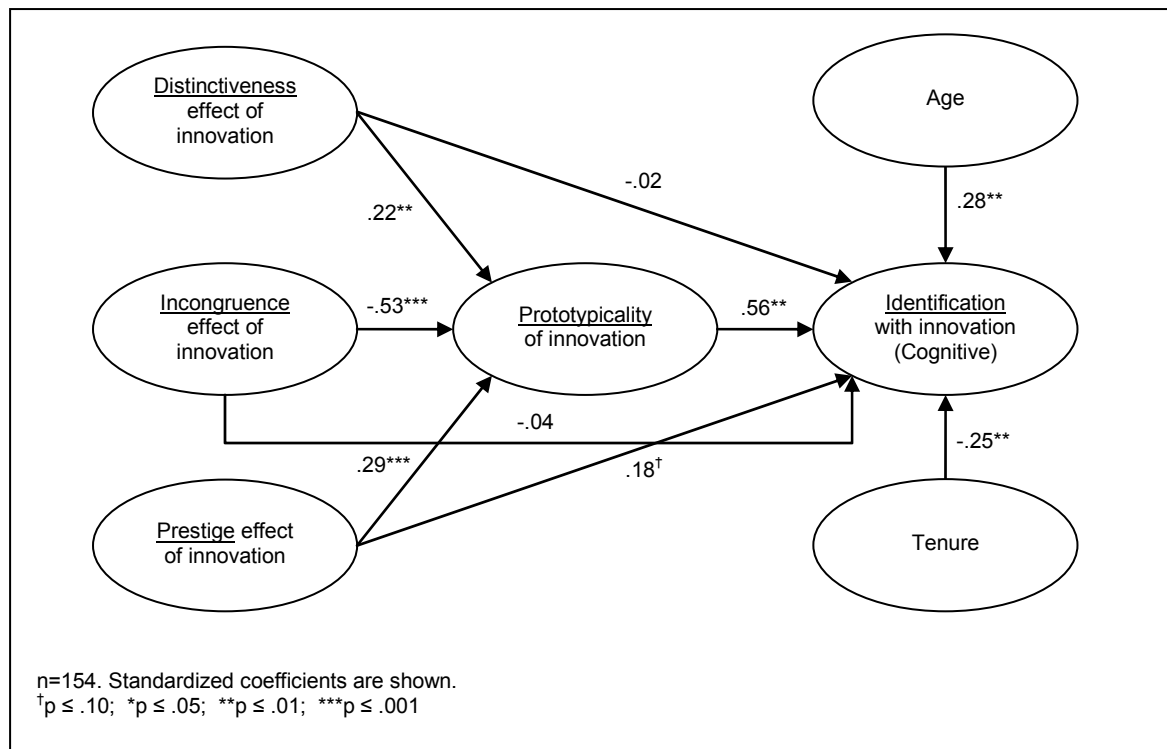 Distinctiveness
effect of
innovation
Age
-.02
.22**
.28**
Incongruence
effect of
innovation
-.53***
Prototypicality
of innovation
.56**
Identification
with innovation
(Cognitive)
-.04
.29***
.18†
-.25**
Prestige effect
of innovation
Tenure
n=154. Standardized coefficients are shown.
†p ≤ .10; *p ≤ .05; **p ≤ .01; ***p ≤ .001